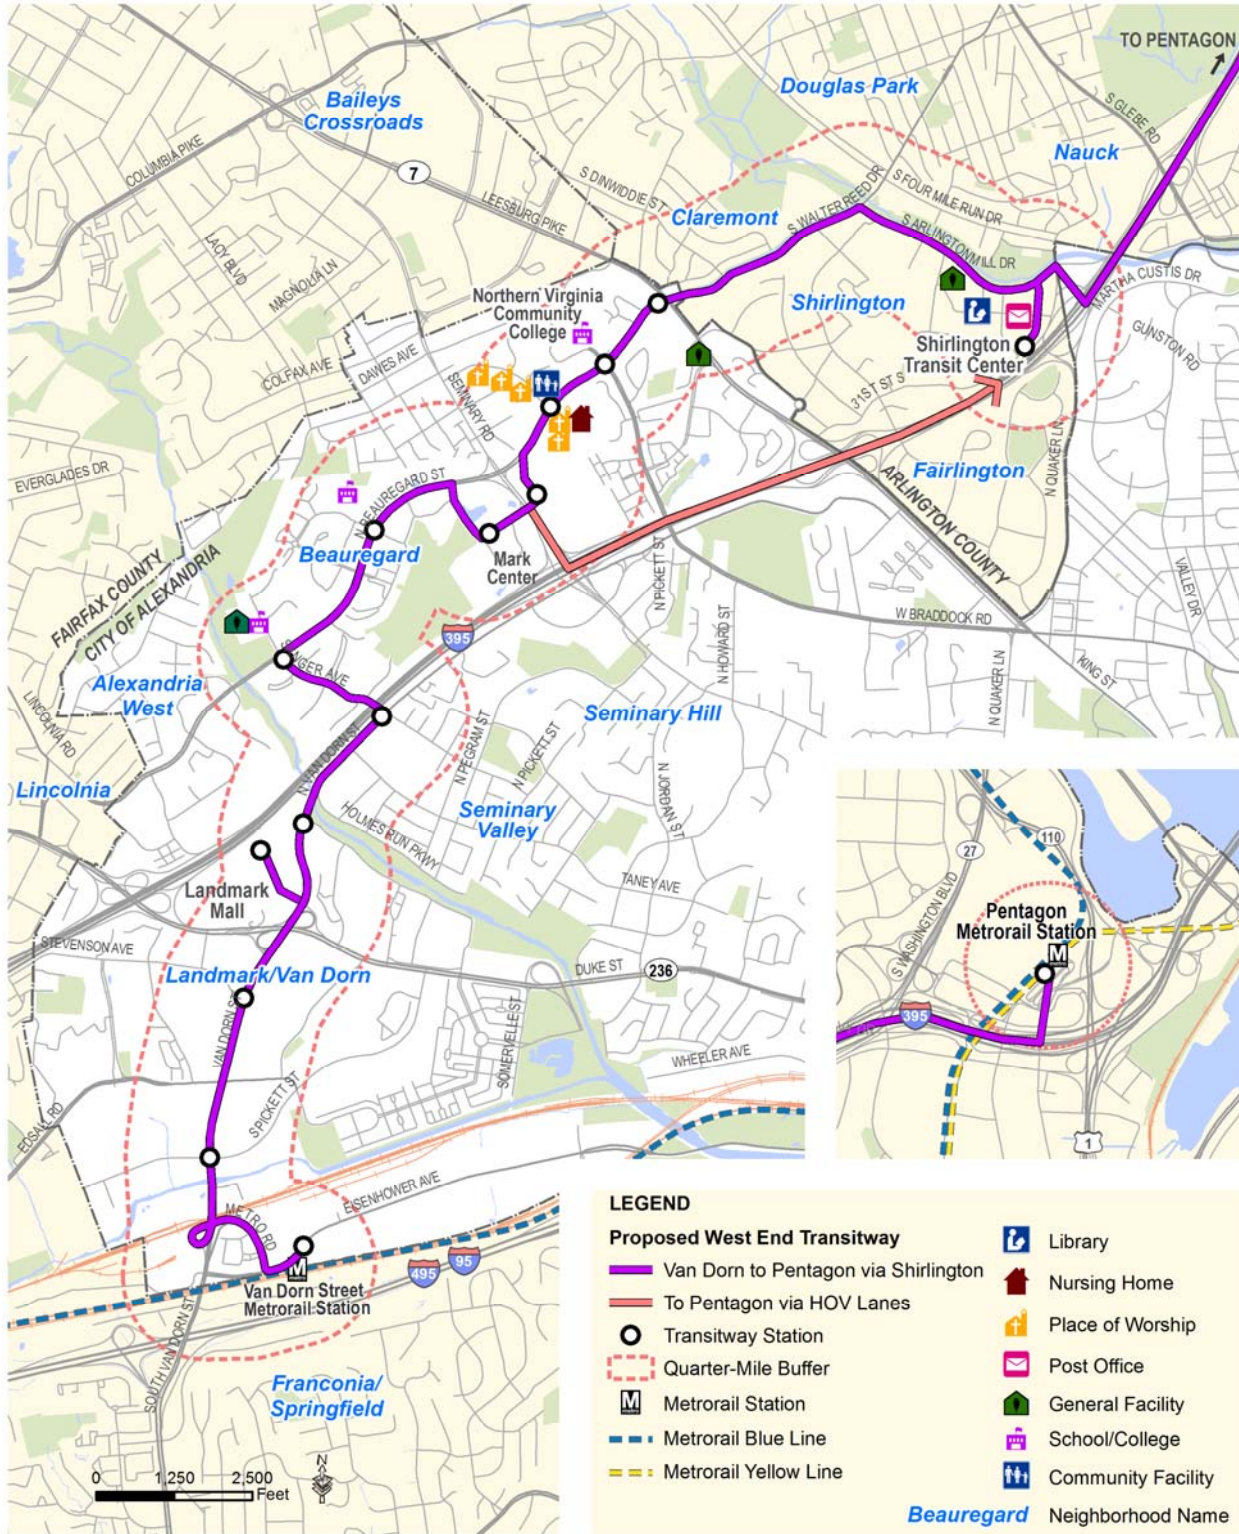 TO PENTAGON
Douglas Park
Baileys
Crossroads
S GLEBE RD
Nauck
COLUMBIA PIKE
7
LEESBURG PIKE
S DINWIDDIE ST
Claremont
S WALTER REED DR
S FOUR MILE RUN DR
S ARLINGTON MILL DR
LACY BLVD
MAGNOLIA LN
MARTHA CUSTIS DR
Northern Virginia
Community
College
Shirlington
GUNSTON RD
Shirlington
Transit Center
COLFAX AVE
DAWES AVE
SEMINARY RD
31ST ST S
N QUAKER LN
EVERGLADES DR
N BEAUREGARD ST
Fairlington
ARLINGTON COUNTY
Beauregard
Mark
Center
N PICKETT ST
VALLEY DR
FAIRFAX COUNTY
CITY OF ALEXANDRIA
395
N HOWARD ST
W BRADDOCK RD
KING ST
N QUAKER LN
SANGER AVE
Alexandria
West
LINCOLNIA RD
Seminary Hill
N VAN DORN ST
N PEGRAM ST
N PICKETT ST
N JORDAN ST
Lincolnia
Seminary
Valley
HOLMES RUN PKWY
TANEY AVE
Landmark
Mall
STEVENSON AVE
Landmark/Van Dorn
DUKE ST
236
VAN DORN ST
SOMERVELLE ST
WHEELER AVE
S PICKETT ST
EDSALL RD
EISENHOWER AVE
METRO RD
M
Van Dorn Street
Metrorail Station
495
95
SOUTH VAN DORN ST
Franconia/
Springfield
N
0 1,250 2,500
Feet
110
27
S WASHINGTON BLVD
Pentagon
Metrorail Station
M
395
1
LEGEND
Proposed West End Transitway
Van Dorn to Pentagon via Shirlington
To Pentagon via HOV Lanes
Transitway Station
Quarter-Mile Buffer
M Metrorail Station
Metrorail Blue Line
Metrorail Yellow Line
Library
Nursing Home
Place of Worship
Post Office
General Facility
School/College
Community Facility
Beauregard Neighborhood Name